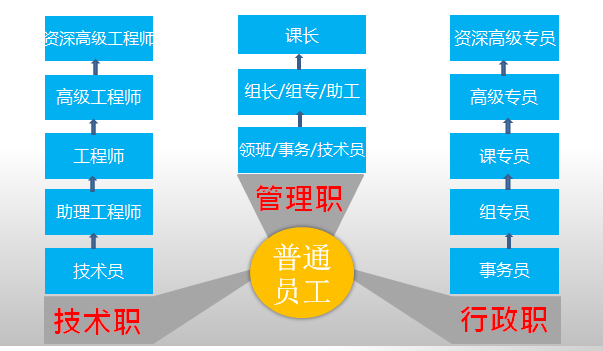 资深高级工程师
高级工程师
工程师
助理工程师
技术员
技术职
课长
组长/组专/助工
领班/事务/技术员
管理职
普通
员工
资深高级专员
高级专员
课专员
组专员
事务员
行政职